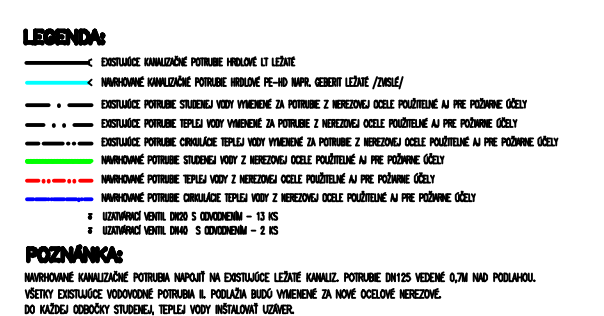 LEGENDA:
EXISTUJÚCE KANALIZAČNÉ POTRUBIE HRDLOVÉ LT LEŽATÉ
NAVRHOVANÉ KANALIZAČNÉ POTRUBIE HRDLOVÉ PE-HD NAPR. GEBERIT LEŽATÉ /ZVISLÉ/
EXISTUJÚCE POTRUBIE STUDENEJ VODY VYMENENÉ ZA POTRUBIE Z NEREZOVEJ OCELE POUŽITELNÉ AJ PRE POŽIARNE ÚČELY
EXISTUJÚCE POTRUBIE TEPLEJ VODY VYMENENÉ ZA POTRUBIE Z NEREZOVEJ OCELE POUŽITELNÉ AJ PRE POŽIARNE ÚČELY
EXISTUJÚCE POTRUBIE CIRKULÁCIE TEPLEJ VODY VYMENENÉ ZA POTRUBIE Z NEREZOVEJ OCELE POUŽITELNÉ AJ PRE POŽIARNE ÚČELY
NAVRHOVANÉ POTRUBIE STUDENEJ VODY Z NEREZOVEJ OCELE POUŽITELNÉ AJ PRE POŽIARNE ÚČELY
NAVRHOVANÉ POTRUBIE TEPLEJ VODY Z NEREZOVEJ OCELE POUŽITELNÉ AJ PRE POŽIARNE ÚČELY
NAVRHOVANÉ POTRUBIE CIRKULÁCIE TEPLEJ VODY Z NEREZOVEJ OCELE POUŽITELNÉ AJ PRE POŽIARNE ÚČELY
UZATVÁRACÍ VENTIL DN20 S ODVODNENÍM - 13 KS
UZATVÁRACÍ VENTIL DN40 S ODVODNENÍM - 2 KS
POZNÁNKA:
NAVRHOVANÉ KANALIZAČNÉ POTRUBIA NAPOJIŤ NA EXISTUJÚCE LEŽATÉ KANALIZ. POTRUBIE DN125 VEDENÉ 0,7M NAD PODLAHOU.
VŠETKY EXISTUJÚCE VODOVODNÉ POTRUBIA II. PODLAŽIA BUDÚ VYMENENÉ ZA NOVÉ OCELOVÉ NEREZOVÉ.
DO KAŽDEJ ODBOČKY STUDENEJ, TEPLEJ VODY INŠTALOVAŤ UZÁVER.